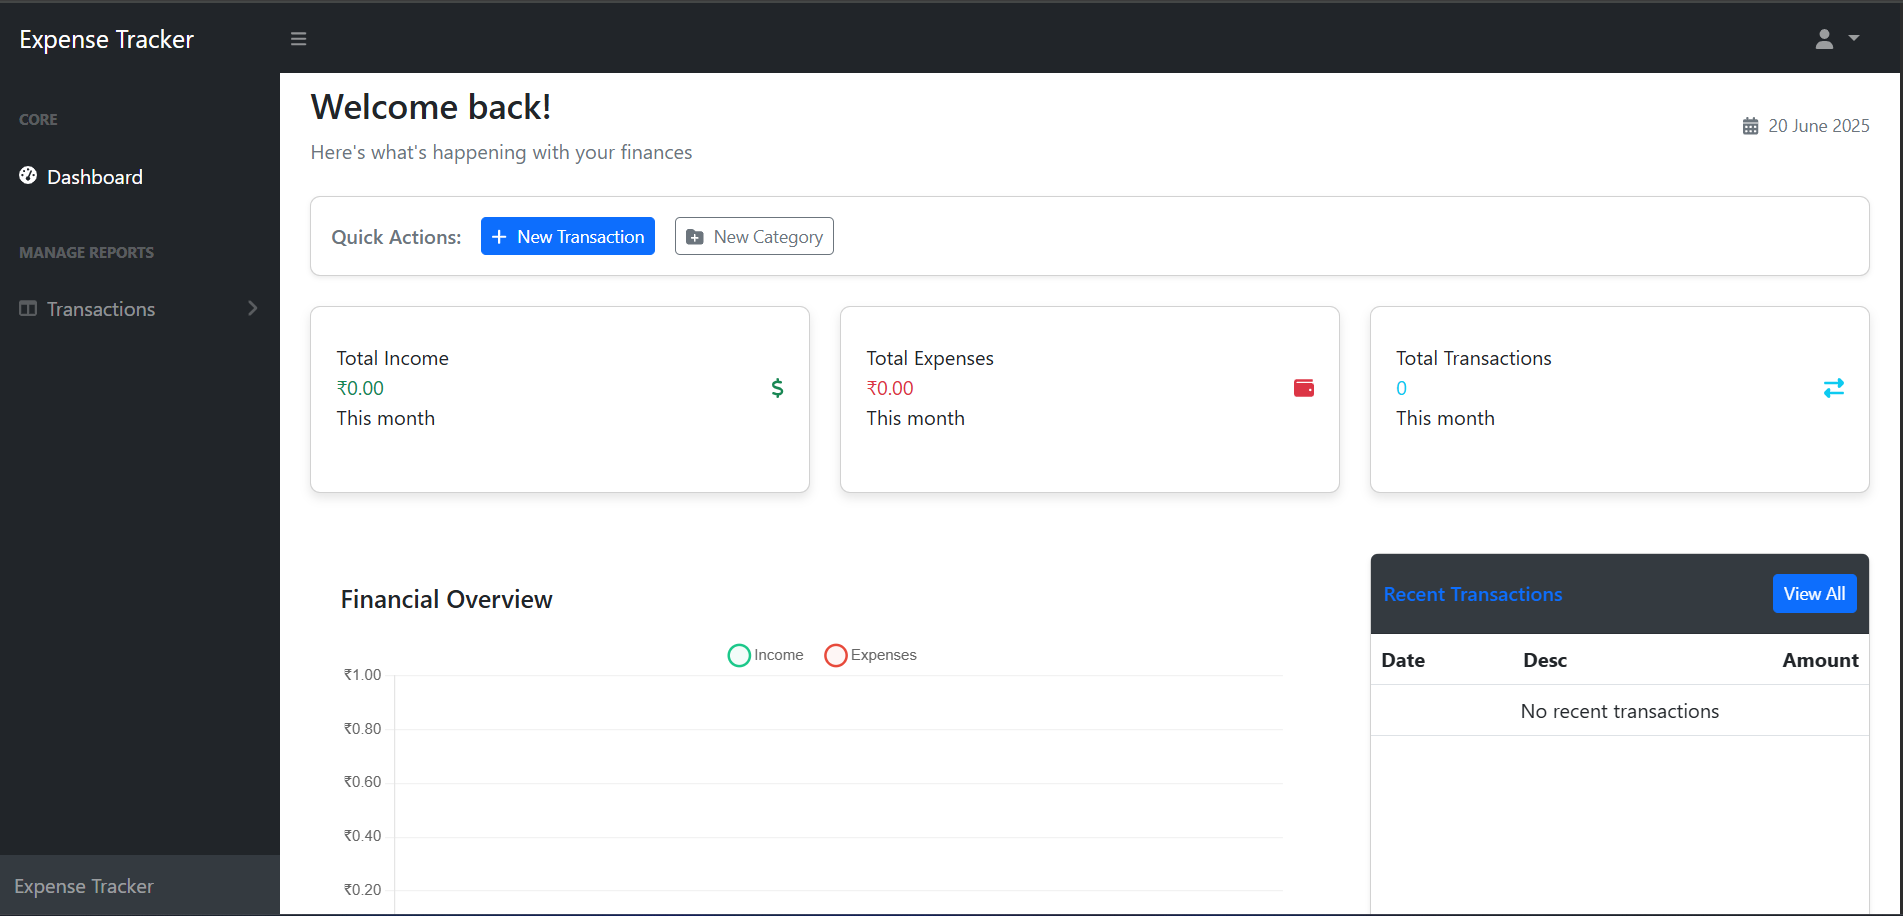 Expense Tracker
CORE
Dashboard
MANAGE REPORTS
Transactions
Expense Tracker
Welcome back!
Here's what's happening with your finances
20 June 2025
Quick Actions:
New Transaction
New Category
Total Income
₹0.00
This month
Total Expenses
₹0.00
This month
Total Transactions
0
This month
Financial Overview
Income
Expenses
₹1.00
₹0.80
₹0.60
₹0.40
₹0.20
Recent Transactions
View All
Date Desc Amount
No recent transactions